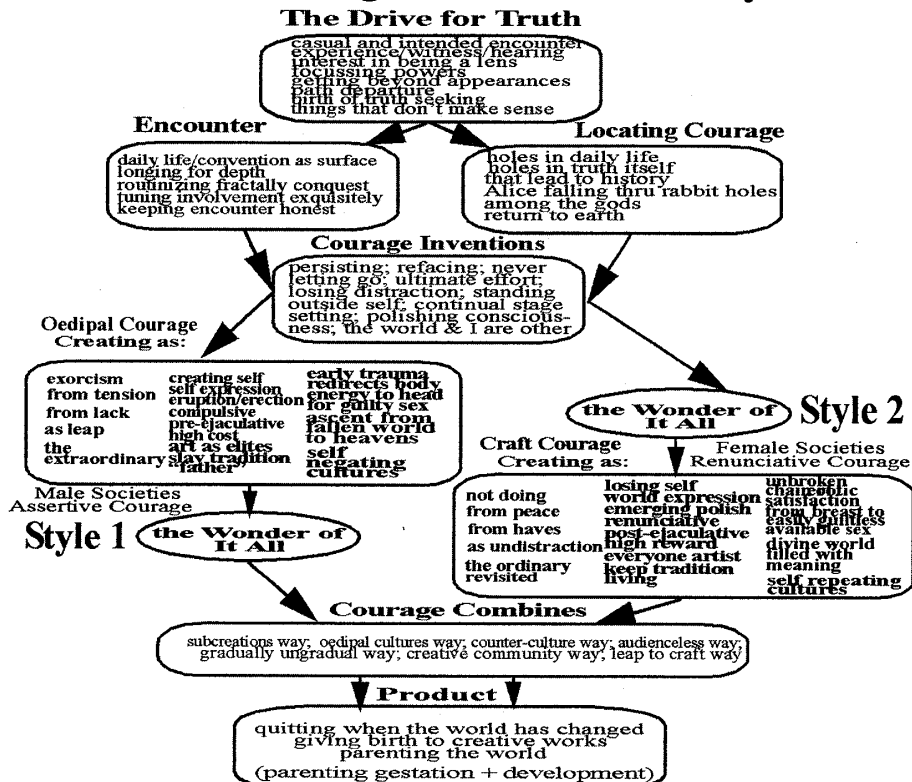 The Drive for Truth
casual and intended encounter
experience/witness/hearing
interest in being a lens
focussing powers
getting beyond appearances
path departure
birth of truth seeking
things that don't make sense
Encounter
daily life/convention as surface
longing for depth
routinizing fractally conquest
tuning involvement exquisitely
keeping encounter honest
Locating Courage
holes in daily life
holes in truth itself
that lead to history
Alice falling thru rabbit holes
among the gods
return to earth
Courage Inventions
persisting; refacing; never
letting go; ultimate effort;
losing distraction; standing
outside self; continual stage
setting; polishing conscious-
ness; the world & I are other
Oedipal Courage
Creating as:
exorcism
from tension
from lack
as leap
the
extraordinary
creating self
self expression
eruption/erection
compulsive
pre-ejaculative
high cost
art as elites
slay tradition
"father"
early trauma
redirects body
energy to head
for guilty sex
ascent from
fallen world
to heavens
self
negating
cultures
Male Societies
Assertive Courage
Style 1
the Wonder of
It All
the Wonder of
It All
Style 2
Craft Courage
Creating as:
Female Societies
Renunciative Courage
not doing
from peace
from haves
as undistraction
the ordinary
revisited
losing self
world expression
emerging polish
renunciative
post-ejaculative
high reward
everyone artist
keep tradition
living
unbroken
satisfaction
from breast to
easily guiltless
available sex
divine world
filled with
meaning
self repeating
cultures
Courage Combines
subcreations way; oedipal cultures way; counter-culture way; audienceless way;
gradually ungradual way; creative community way; leap to craft way
Product
quitting when the world has changed
giving birth to creative works
parenting the world
(parenting gestation + development)